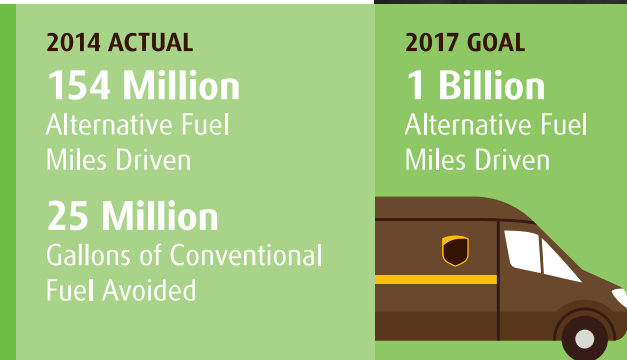 2014 ACTUAL
154 Million
Alternative Fuel
Miles Driven
25 Million
Gallons of Conventional
Fuel Avoided
2017 GOAL
1 Billion
Alternative Fuel
Miles Driven